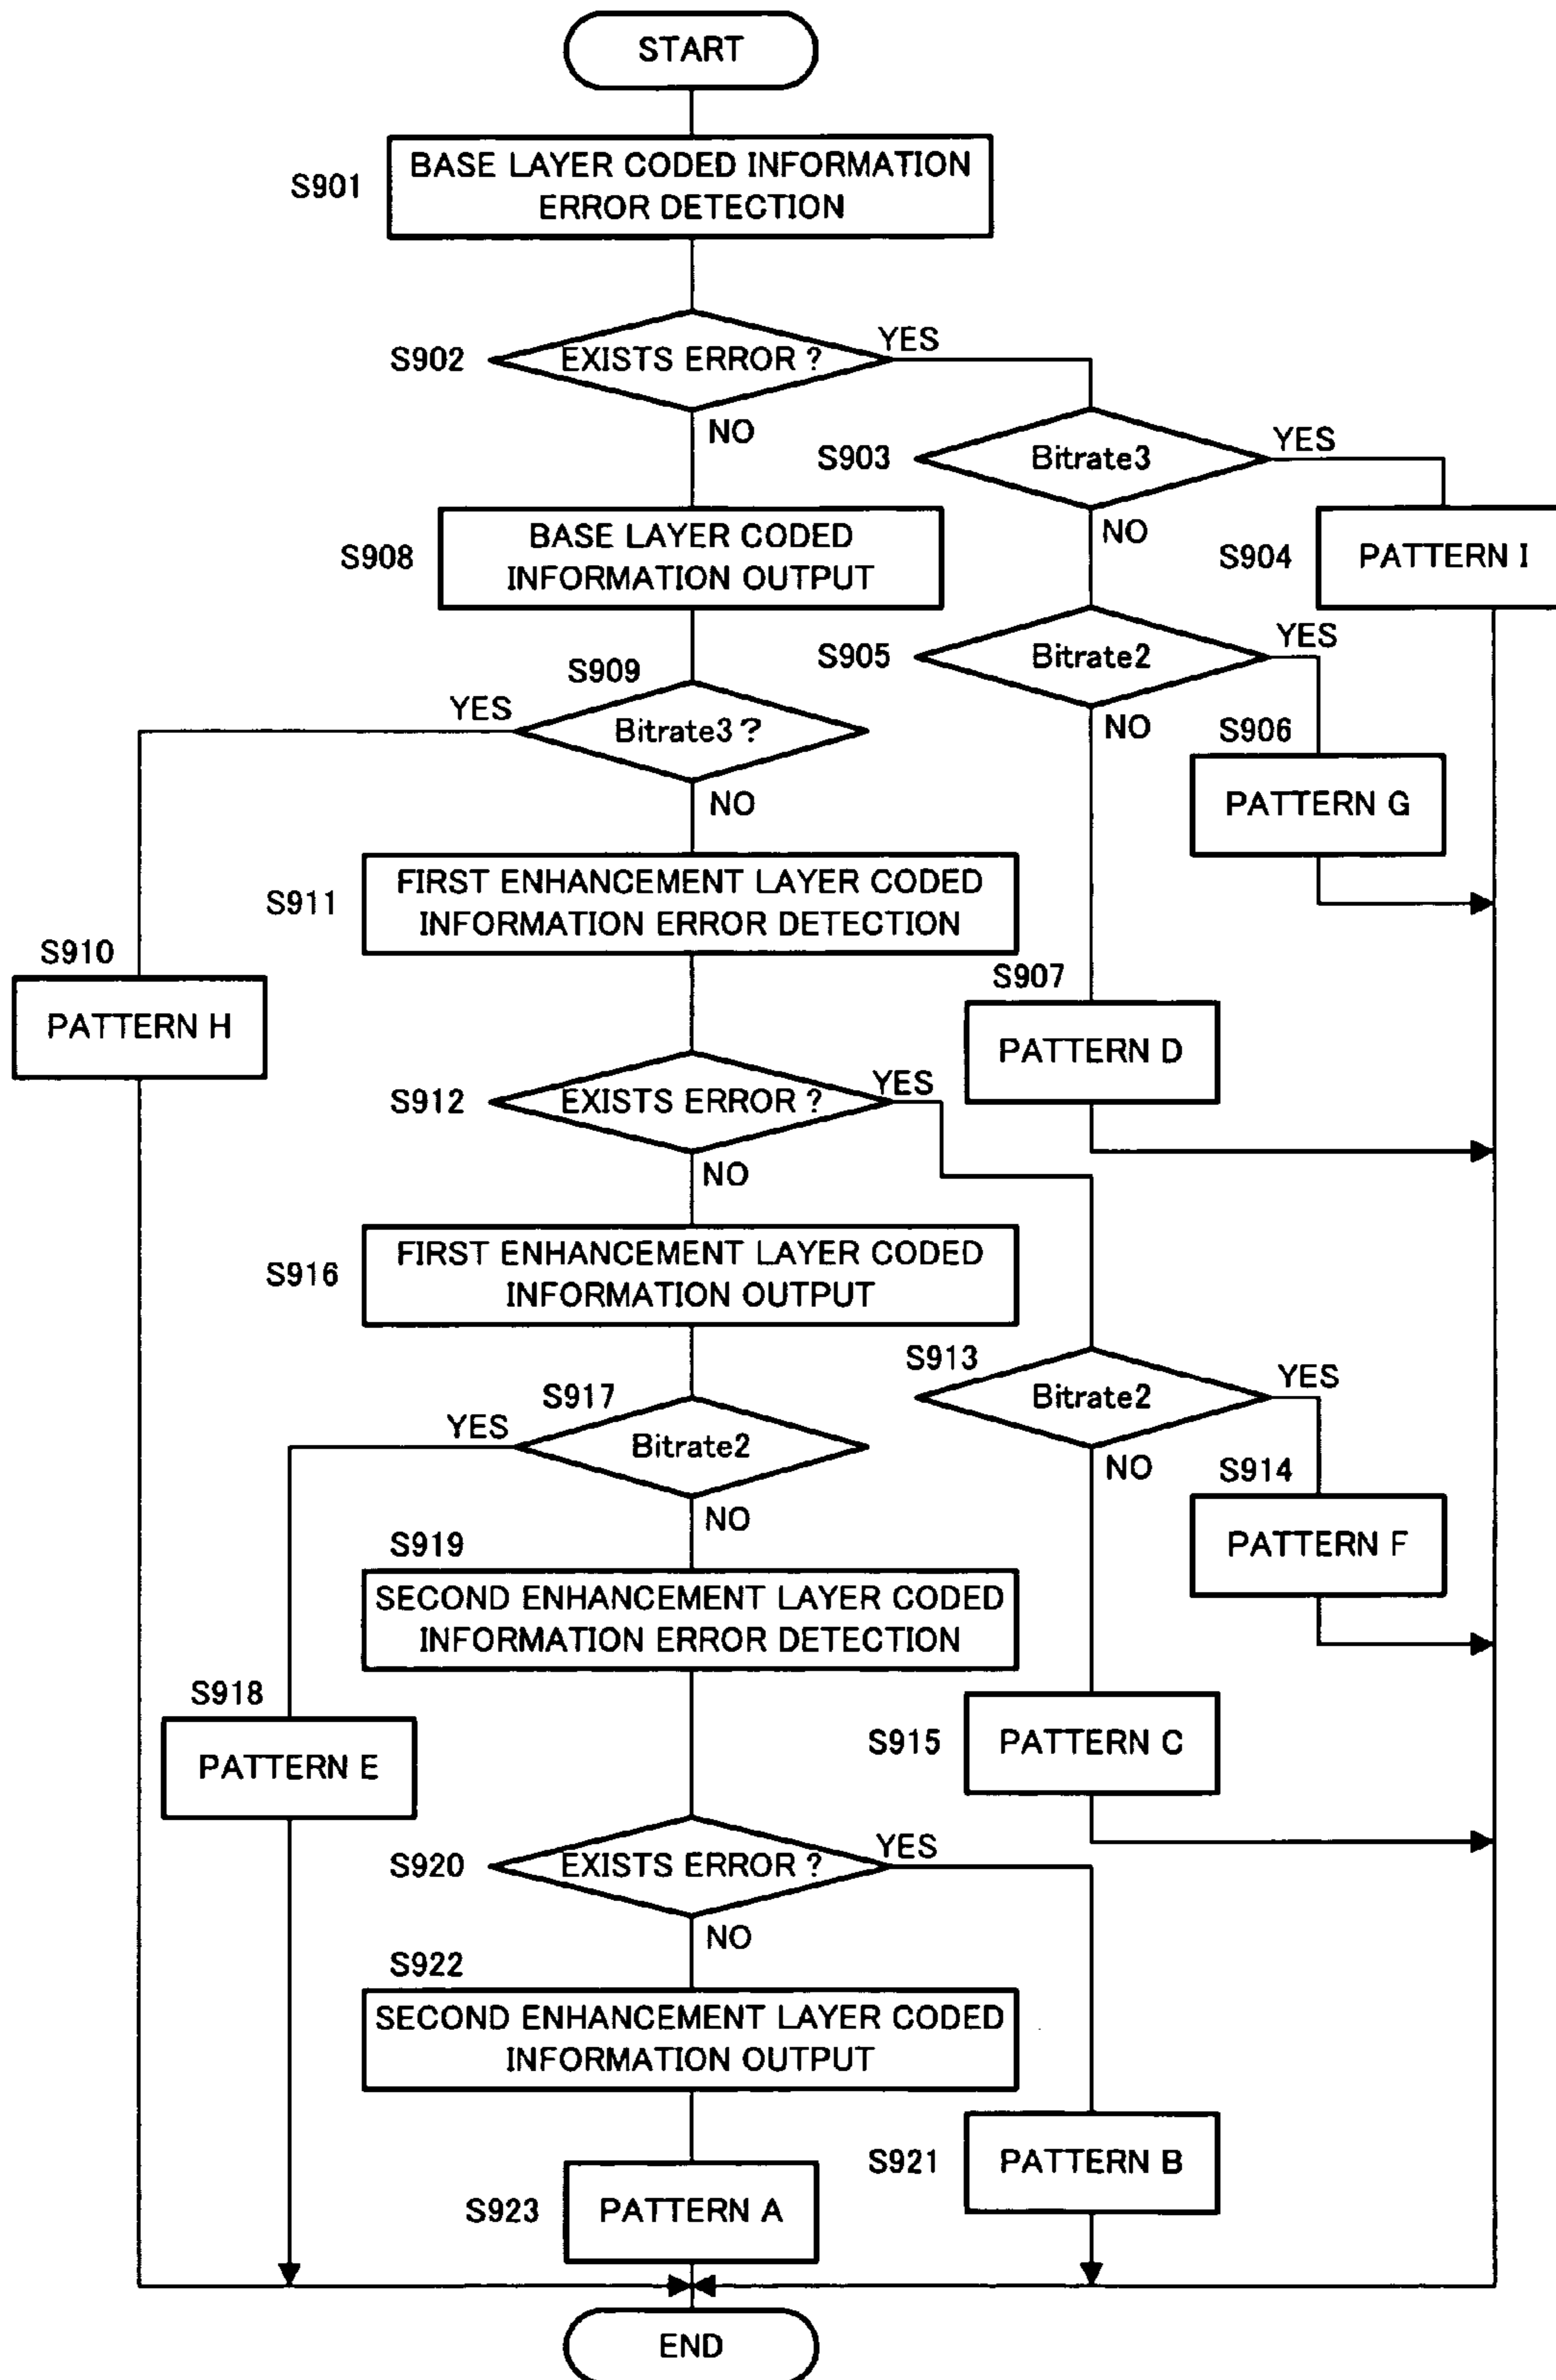 START
S901
BASE LAYER CODED INFORMATION
ERROR DETECTION
S902
EXISTS ERROR ?
YES
NO
S903
Bitrate3
YES
NO
S904
PATTERN I
S908
BASE LAYER CODED
INFORMATION OUTPUT
S905
Bitrate2
YES
NO
S906
PATTERN G
S909
YES
Bitrate3 ?
NO
S911
FIRST ENHANCEMENT LAYER CODED
INFORMATION ERROR DETECTION
S910
PATTERN H
S907
PATTERN D
S912
EXISTS ERROR ?
YES
NO
S916
FIRST ENHANCEMENT LAYER CODED
INFORMATION OUTPUT
S913
Bitrate2
YES
NO
S914
PATTERN F
S917
YES
Bitrate2
NO
S919
SECOND ENHANCEMENT LAYER CODED
INFORMATION ERROR DETECTION
S918
PATTERN E
S915
PATTERN C
S920
EXISTS ERROR ?
YES
NO
S922
SECOND ENHANCEMENT LAYER CODED
INFORMATION OUTPUT
S921
PATTERN B
S923
PATTERN A
END